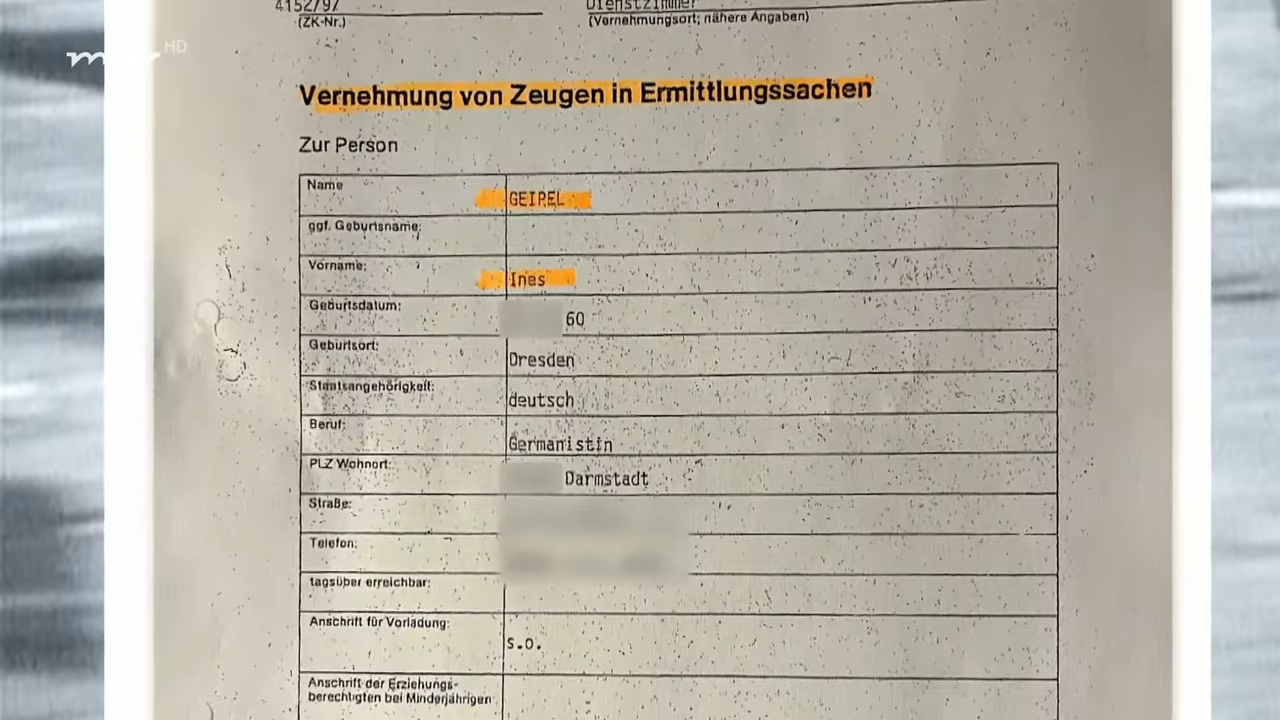 4152/97
Dienstzimmer
(ZK-Nr.)
(Vernehmungsort; nähere Angaben)
HD
Vernehmung von Zeugen in Ermittlungssachen
Zur Person
Name
GEIPEL
ggf. Geburtsname:
Vorname:
Ines
Geburtsdatum:
60
Geburtsort:
Dresden
Staatsangehörigkeit:
deutsch
Beruf:
Germanistin
PLZ Wohnort:
Darmstadt
Straße:
Telefon:
tagsüber erreichbar:
Anschrift für Vorladung:
s.o.
Anschrift der Erziehungs-
berechtigten bei Minderjährigen